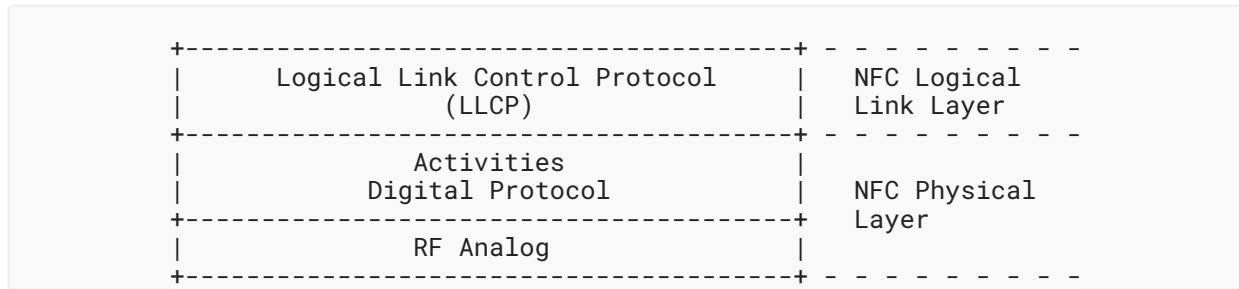 +----------------------------------------+ - - - - - - - - -
|      Logical Link Control Protocol     |   NFC Logical
|                 (LLCP)                 |   Link Layer
+----------------------------------------+ - - - - - - - - -
|               Activities               |
|            Digital Protocol            |   NFC Physical
+----------------------------------------+   Layer
|               RF Analog                |
+----------------------------------------+ - - - - - - - - -